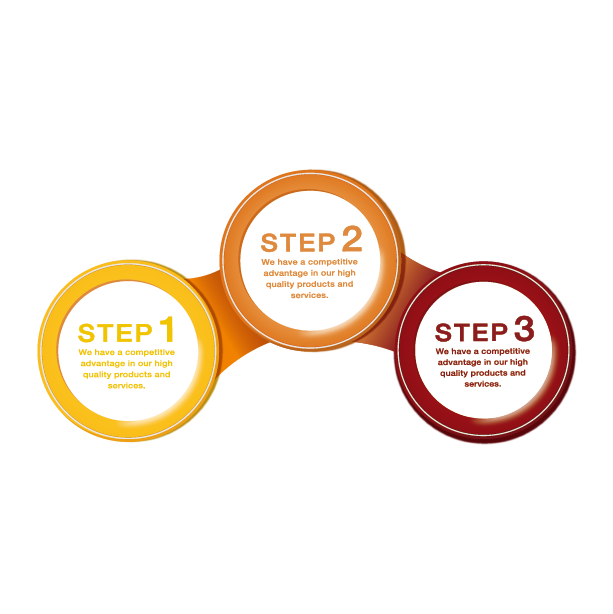 STEP 1
We have a competitive
advantage in our high
quality products and
services.
STEP 2
We have a competitive
advantage in our high
quality products and
services.
STEP 3
We have a competitive
advantage in our high
quality products and
services.